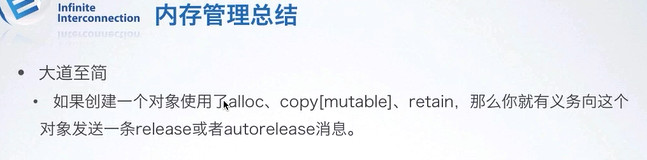 Infinite
Interconnection
内存管理总结
• 大道至简
• 如果创建一个对象使用了alloc、copy[mutable]、retain，那么你就有义务向这个
对象发送一条release或者autorelease消息。